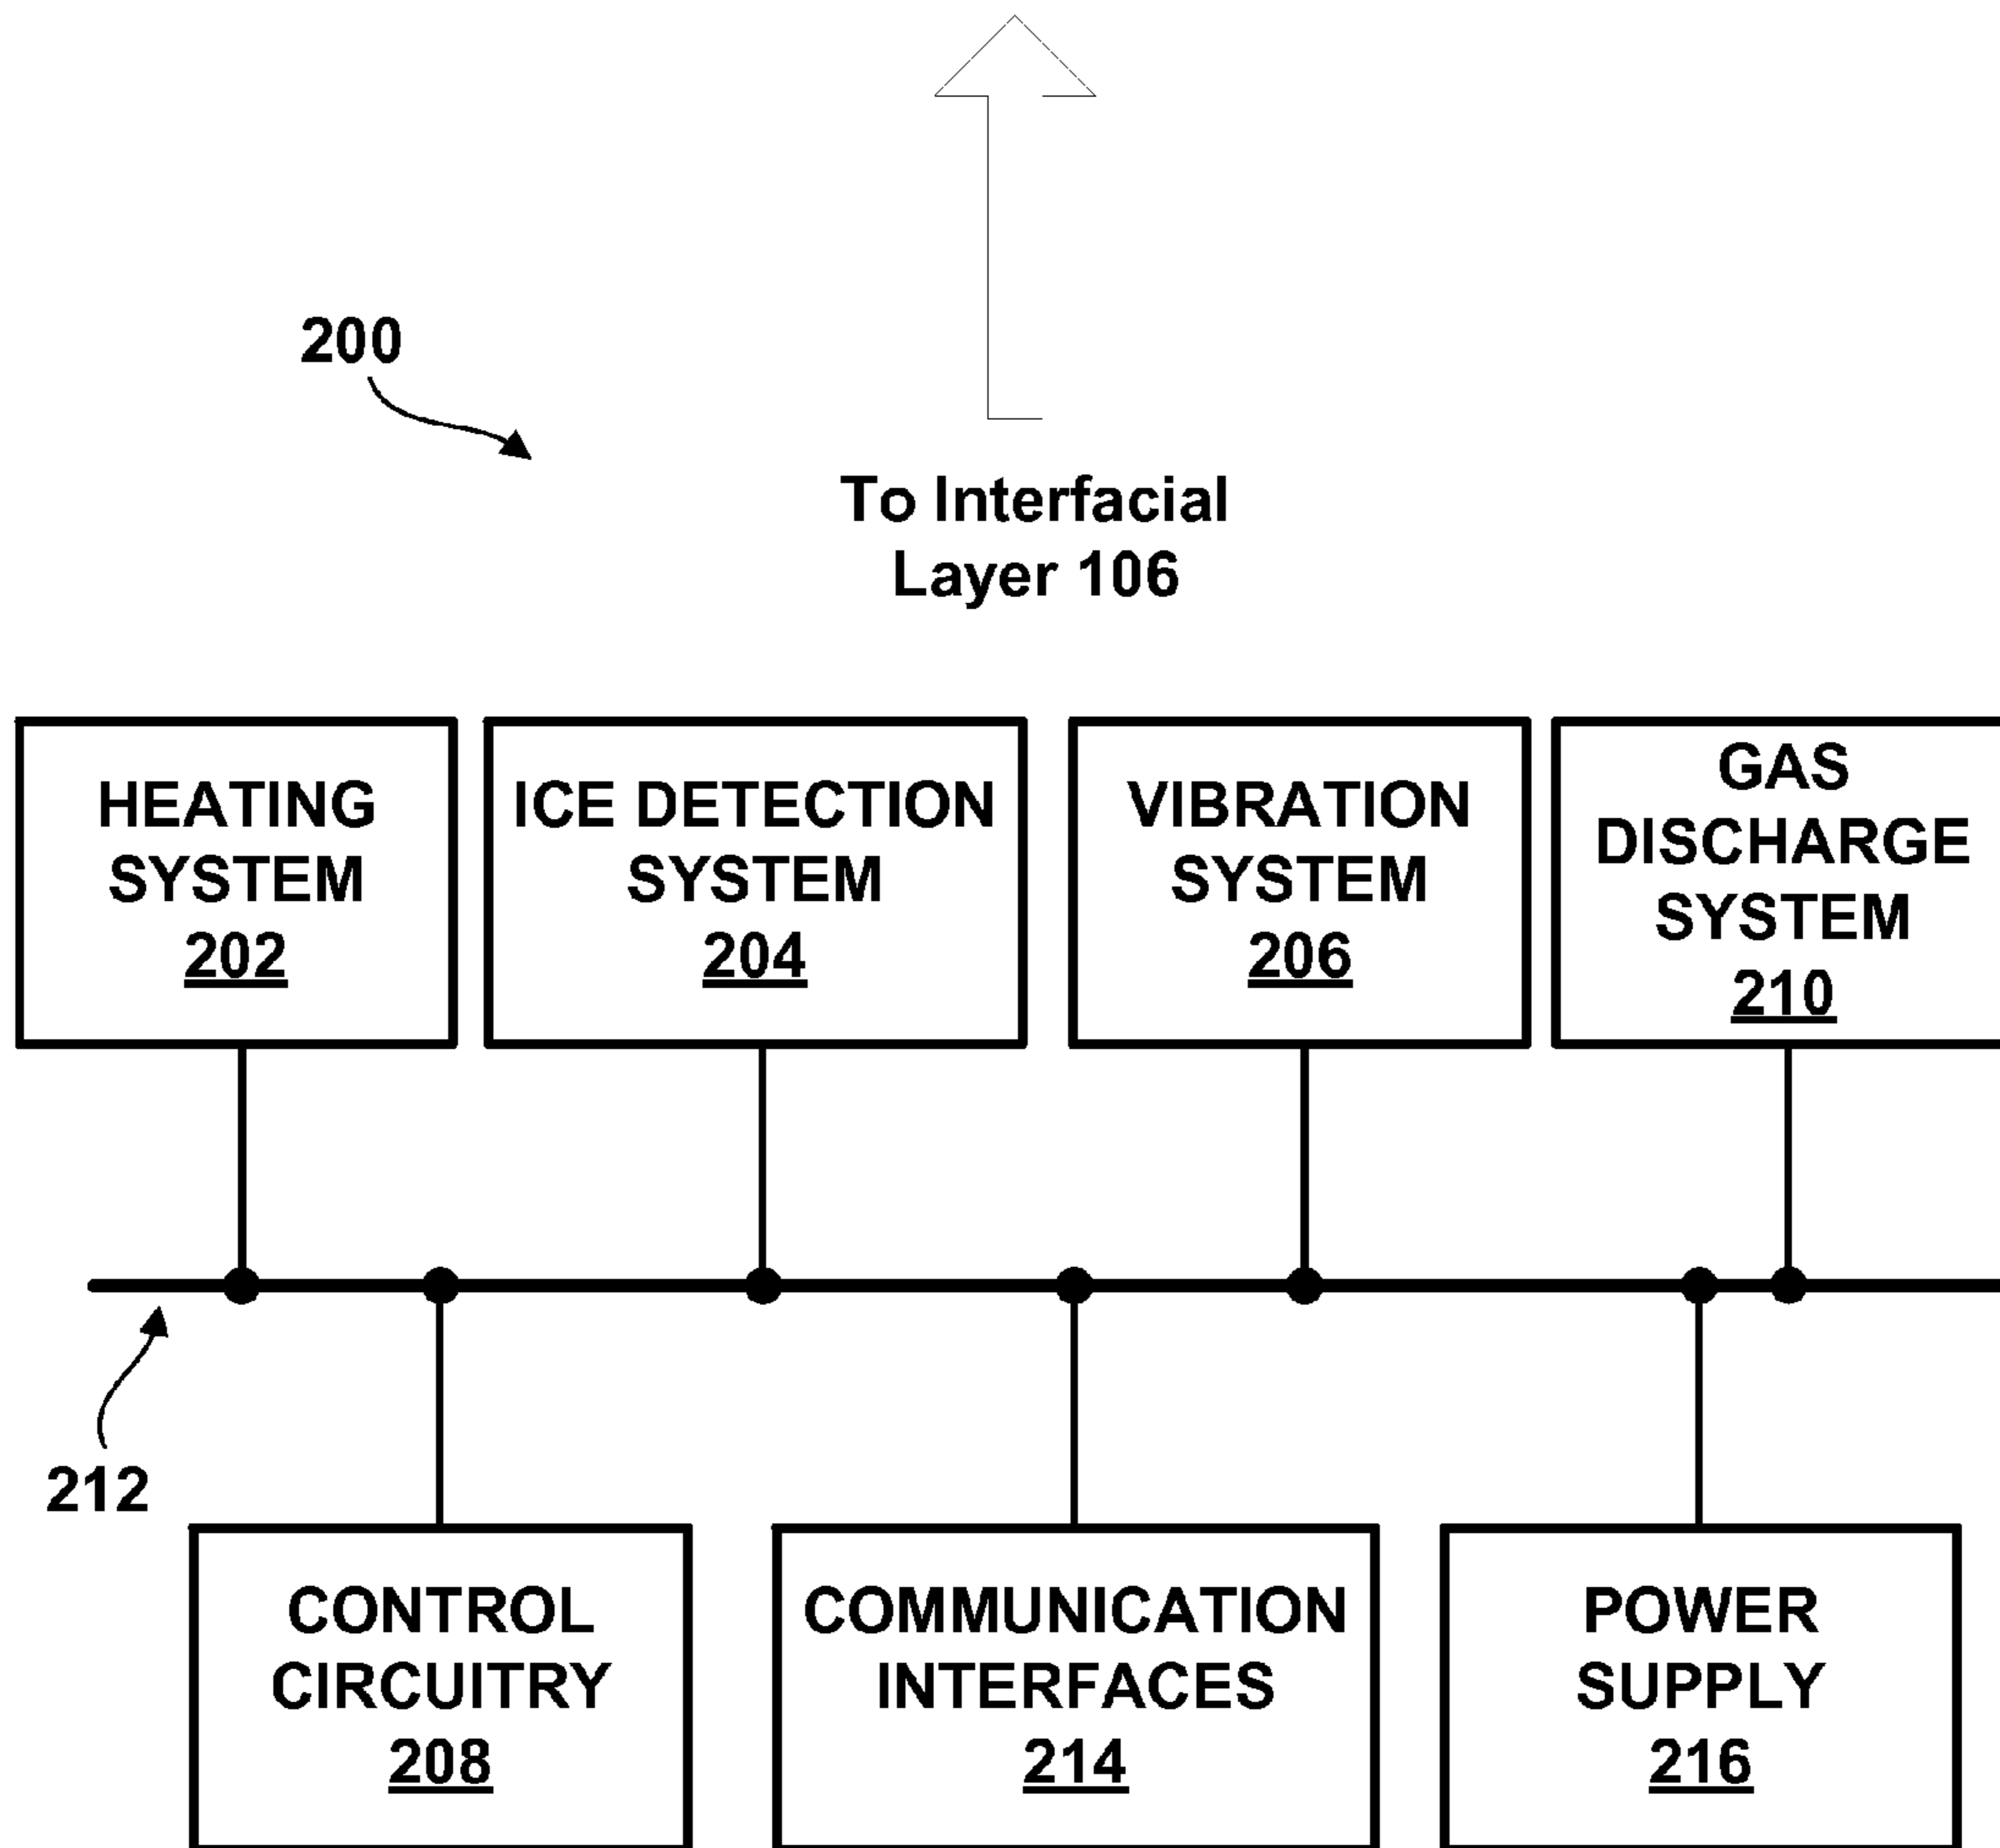 200
To Interfacial
Layer 106
HEATING
SYSTEM
202
ICE DETECTION
SYSTEM
204
VIBRATION
SYSTEM
206
GAS
DISCHARGE
SYSTEM
210
212
CONTROL
CIRCUITRY
208
COMMUNICATION
INTERFACES
214
POWER
SUPPLY
216